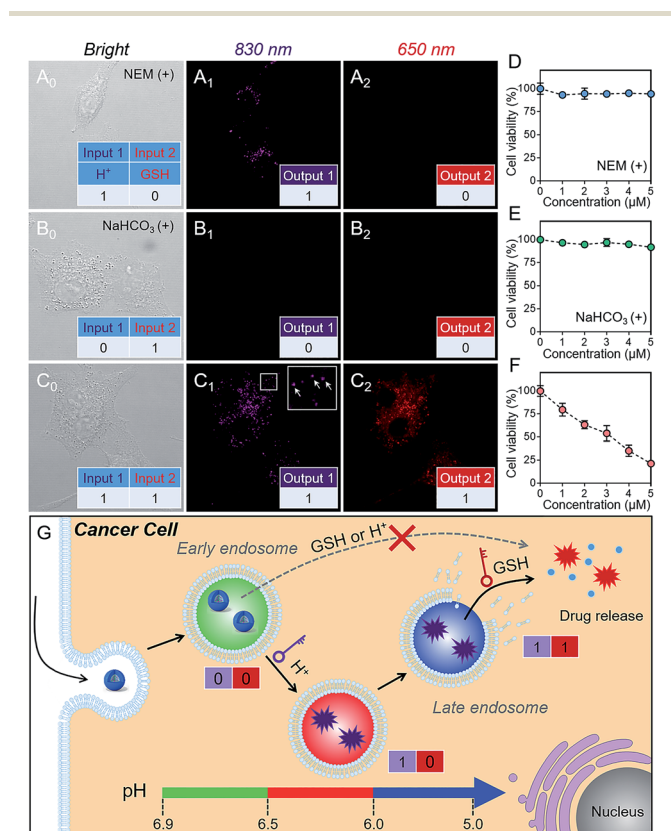 Bright 830 nm 650 nm
A0 NEM (+) A1 A2
Input 1 Input 2
H+ GSH
1 0
Output 1
1
Output 2
0
D
Cell viability (%)
100
75
50
25
0
NEM (+)
0 1 2 3 4 5
Concentration (μM)
B0 NaHCO3 (+) B1 B2
Input 1 Input 2
0 1
Output 1
0
Output 2
0
E
Cell viability (%)
100
75
50
25
0
NaHCO3 (+)
0 1 2 3 4 5
Concentration (μM)
C0 C1 C2
Input 1 Input 2
1 1
Output 1
1
Output 2
1
F
Cell viability (%)
100
75
50
25
0
0 1 2 3 4 5
Concentration (μM)
G Cancer Cell
Early endosome
GSH or H+
GSH
Drug release
0 0
H+
1 1
Late endosome
1 0
pH
6.9 6.5 6.0 5.0
Nucleus